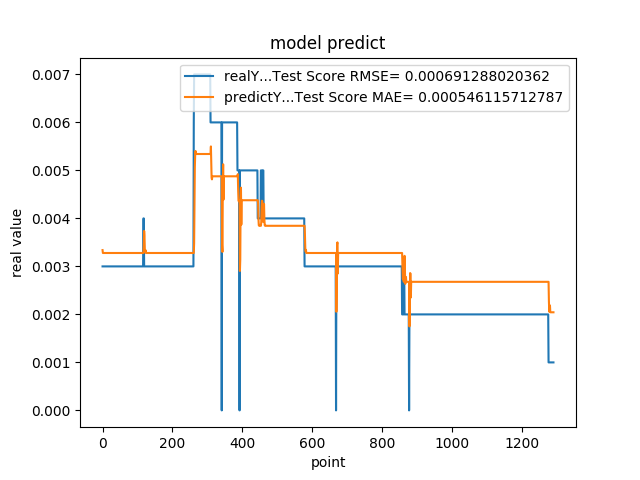 model predict
realY...Test Score RMSE= 0.000691288020362
predictY...Test Score MAE= 0.000546115712787
real value
0.007
0.006
0.005
0.004
0.003
0.002
0.001
0.000
0 200 400 600 800 1000 1200
point